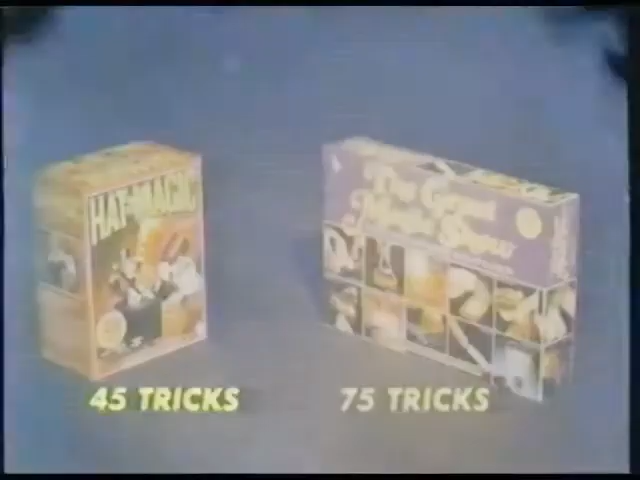 HAT MAGIC
The Great
Magic Show
45 TRICKS
75 TRICKS